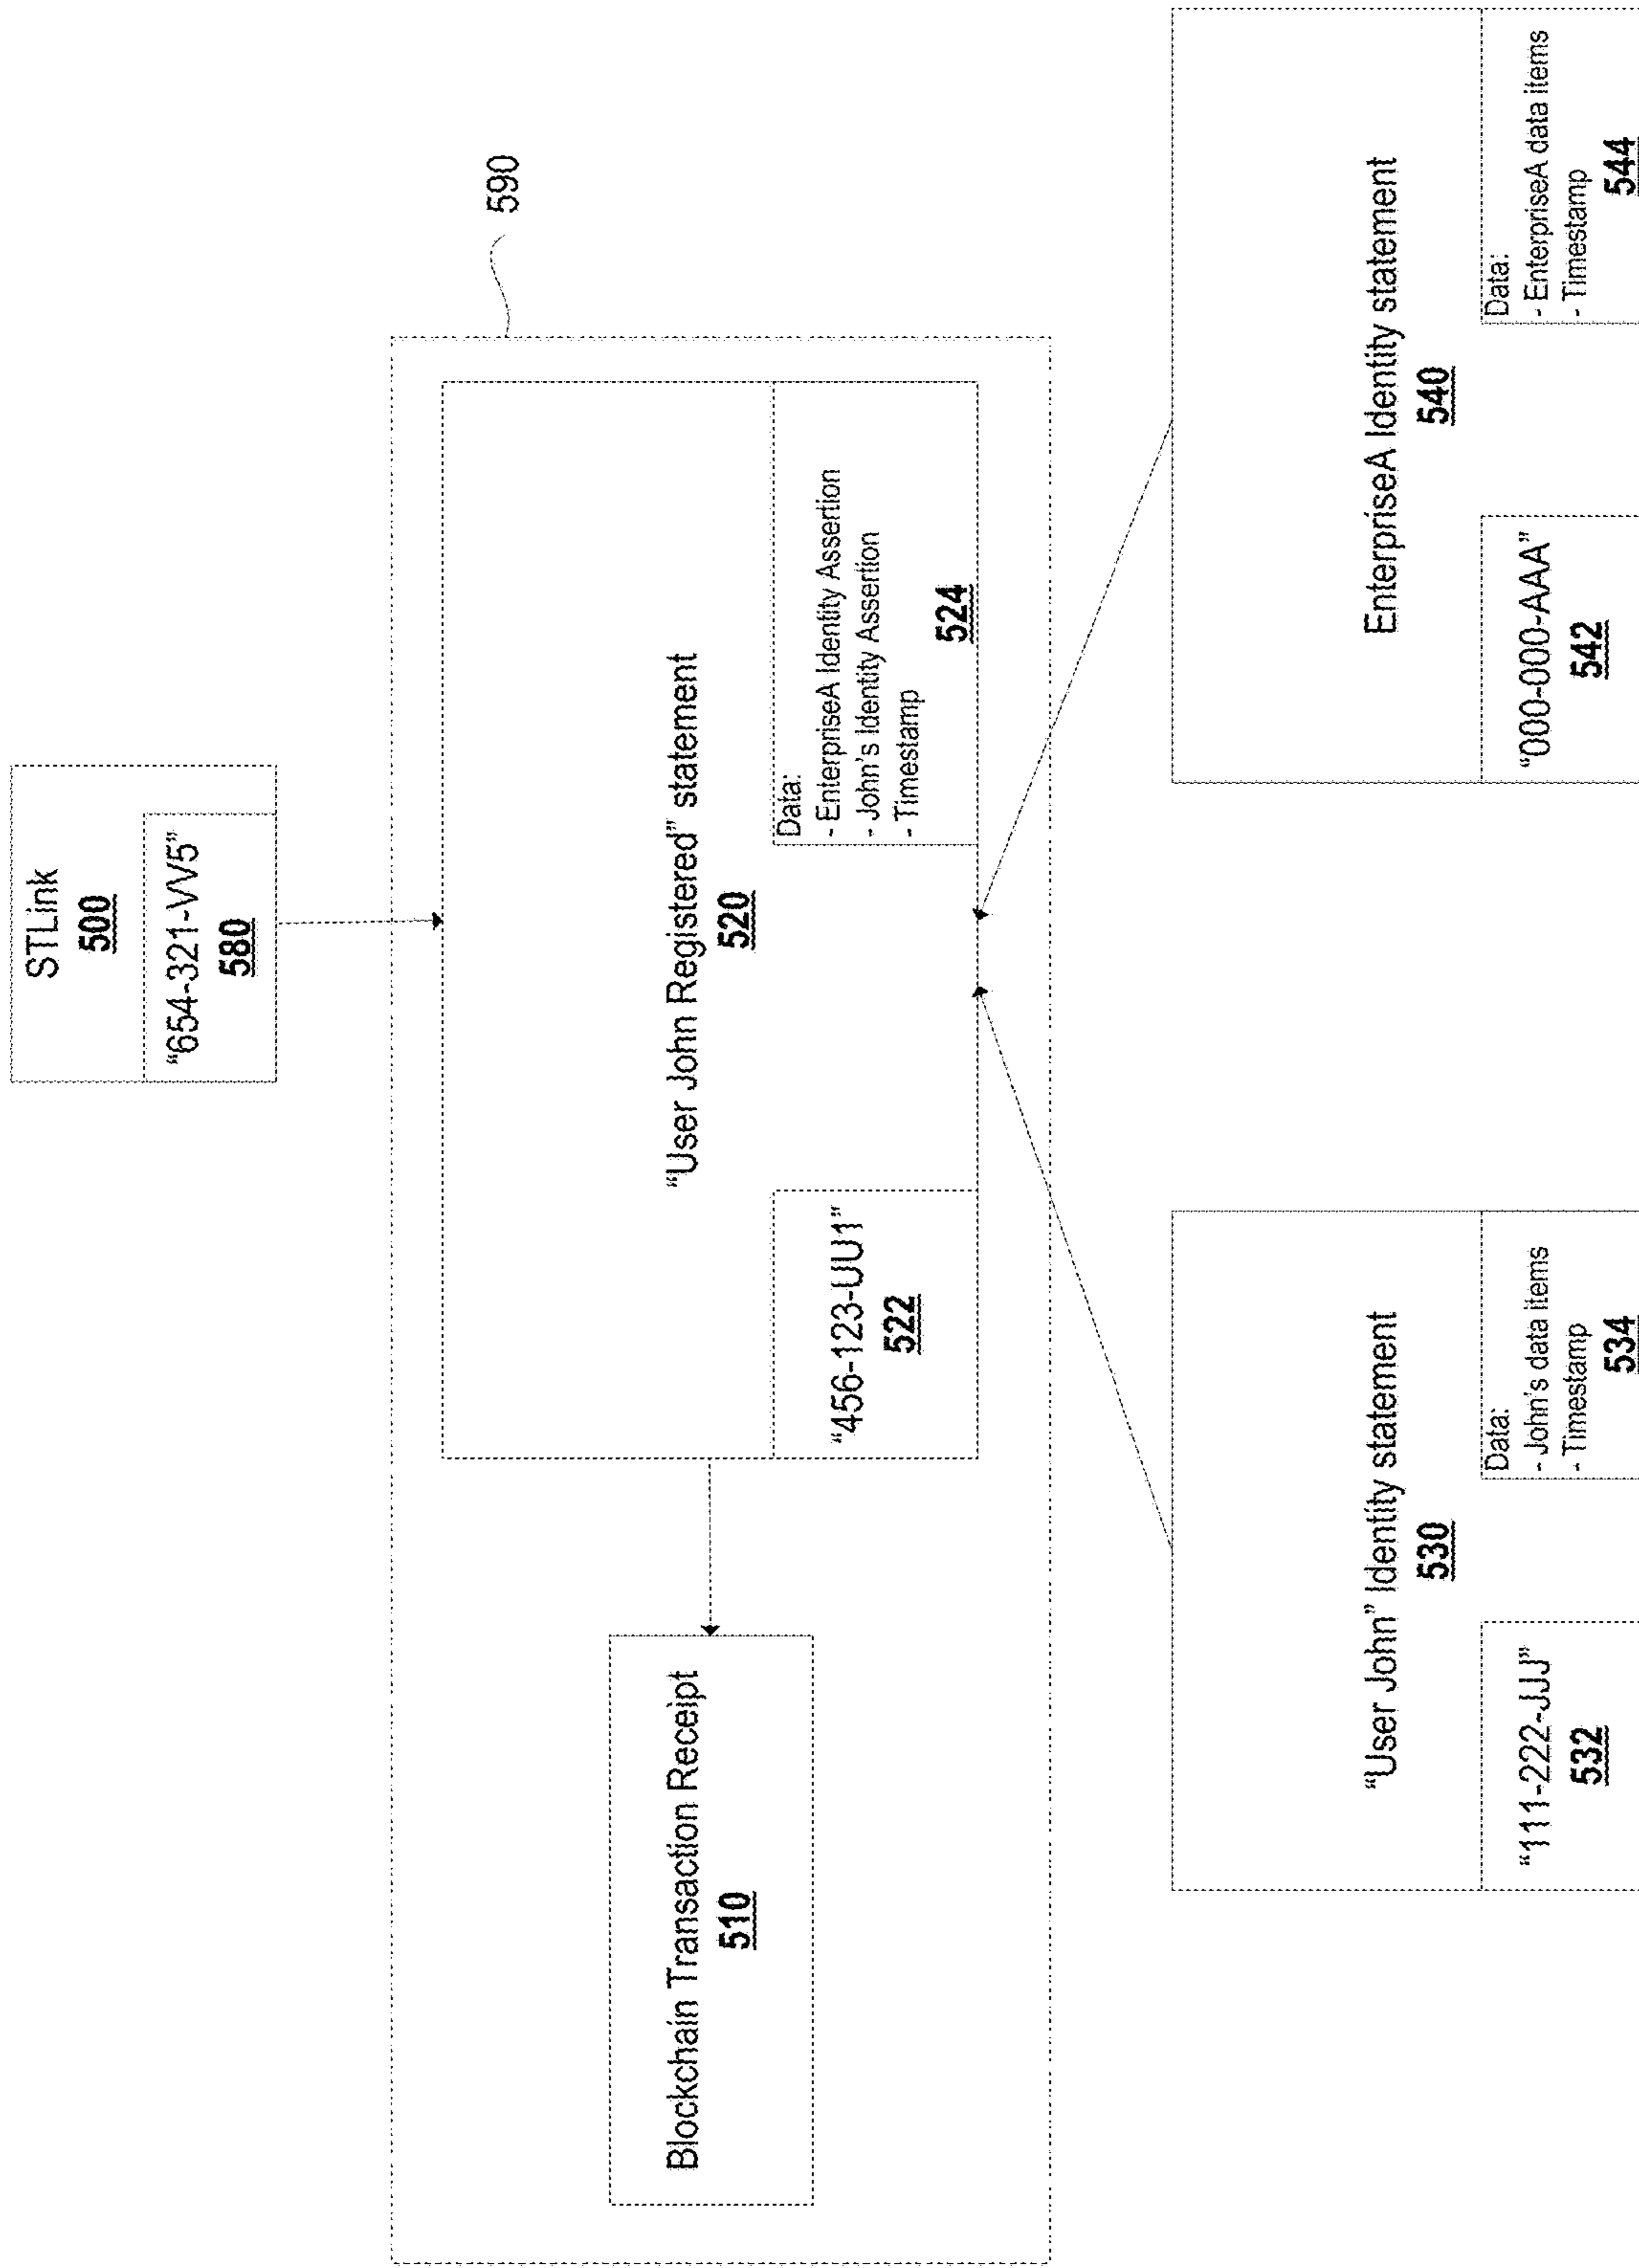 STLink
500
“654-321-VV5”
580
590
Blockchain Transaction Receipt
510
“User John Registered” statement
520
“456-123-UU1”
522
Data:
- EnterpriseA Identity Assertion
- John's Identity Assertion
- Timestamp
524
“User John” Identity statement
530
“111-222-JJJ”
532
Data:
- John's data items
- Timestamp
534
EnterpriseA Identity statement
540
“000-000-AAA”
542
Data:
- EnterpriseA data items
- Timestamp
544